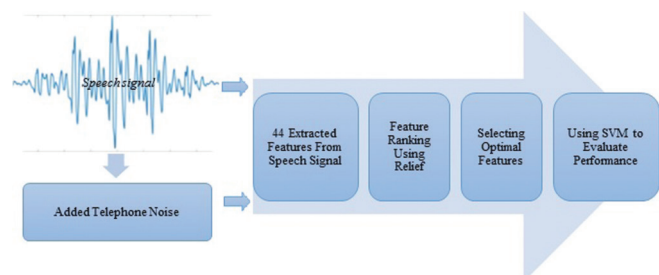 Speech signal
Added Telephone Noise
44 Extracted
Features From
Speech Signal
Feature
Ranking
Using
Relief
Selecting
Optimal
Features
Using SVM to
Evaluate
Performance